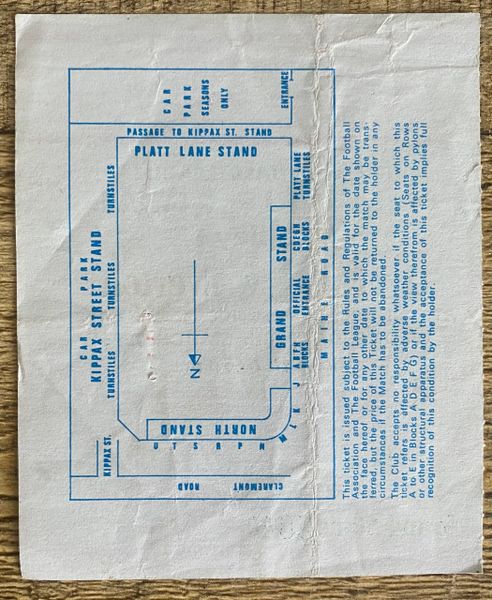 CAR
PARK
SEASONS
ONLY
ENTRANCE
PASSAGE TO KIPPAX ST. STAND
PLATT LANE STAND
CAR PARK
KIPPAX STREET STAND
TURNSTILES
TURNSTILES
TURNSTILES
PLATT LANE
TURNSTILES
GRAND STAND
CDEGH
BLOCKS
OFFICIAL
ENTRANCE
ABFH
BLOCKS
MAINE ROAD
N
NORTH STAND
U T S R P N M L K J
KIPPAX ST.
CLAREMONT ROAD
This ticket is issued subject to the Rules and Regulations of The Football
Association and The Football League, and is valid for the date shown on
the face hereof or for any other date to which the match may be trans-
ferred, but the price of this ticket will not be returned to the holder in any
circumstances if the Match has to be abandoned.
The Club accepts no responsibility whatsoever if the seat to which this
ticket refers is affected by adverse weather conditions (Seats on Rows
A to E in Blocks A D E F G) or if the view therefrom is affected by pylons
or other structural apparatus and the acceptance of this ticket implies full
recognition of this condition by the holder.